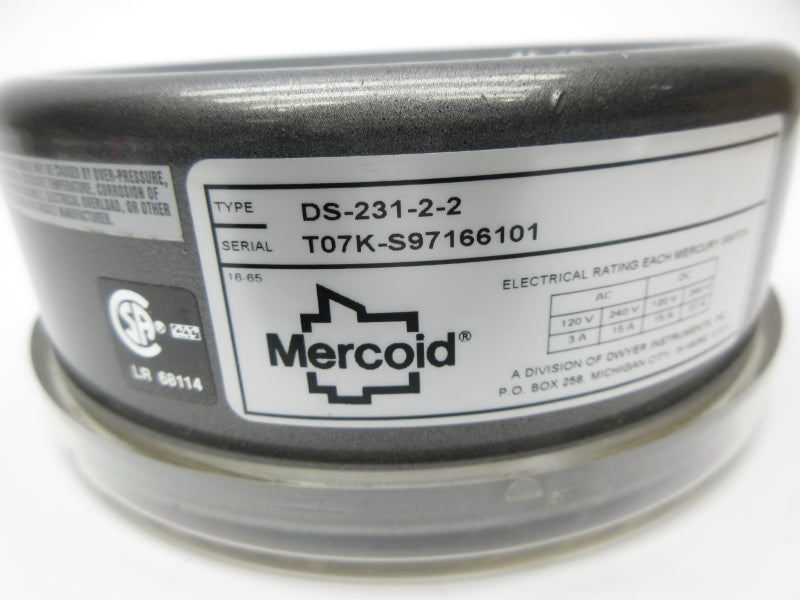 BE CAUSED BY OVER-PRESSURE,
TEMPERATURE, CORROSION OF
ELECTRICAL OVERLOAD, OR OTHER
MANUFACTURER.
CSA ®
LR 68114
TYPE DS-231-2-2
SERIAL T07K-S97166101
16-65
Mercoid®
ELECTRICAL RATING EACH MERCURY SWITCH
AC DC
120 V 240 V 120 V 240 V
3 A 15 A 15 A
A DIVISION OF DWYER INSTRUMENTS,
P.O. BOX 258, MICHIGAN CITY, IN